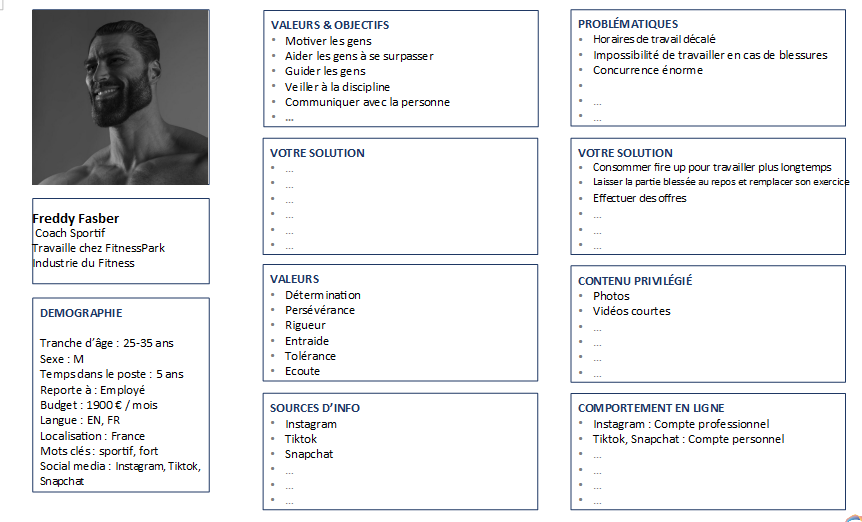 Freddy Fasber
Coach Sportif
Travaille chez FitnessPark
Industrie du Fitness
DEMOGRAPHIE
Tranche d'âge : 25-35 ans
Sexe : M
Temps dans le poste : 5 ans
Reporte à : Employé
Budget : 1900 € / mois
Langue : EN, FR
Localisation : France
Mots clés : sportif, fort
Social media : Instagram, Tiktok,
Snapchat
VALEURS & OBJECTIFS
• Motiver les gens
• Aider les gens à se surpasser
• Guider les gens
• Veiller à la discipline
• Communiquer avec la personne
• ...
VOTRE SOLUTION
• ...
• ...
• ...
• ...
• ...
• ...
VALEURS
• Détermination
• Persévérance
• Rigueur
• Entraide
• Tolérance
• Ecoute
SOURCES D'INFO
• Instagram
• Tiktok
• Snapchat
• ...
• ...
• ...
PROBLÉMATIQUES
• Horaires de travail décalé
• Impossibilité de travailler en cas de blessures
• Concurrence énorme
•
• ...
• ...
VOTRE SOLUTION
• Consommer fire up pour travailler plus longtemps
• Laisser la partie blessée au repos et remplacer son exercice
• Effectuer des offres
• ...
• ...
• ...
CONTENU PRIVILÉGIÉ
• Photos
• Vidéos courtes
• ...
• ...
• ...
• ...
COMPORTEMENT EN LIGNE
• Instagram : Compte professionnel
• Tiktok, Snapchat : Compte personnel
• ...
• ...
• ...
• ...